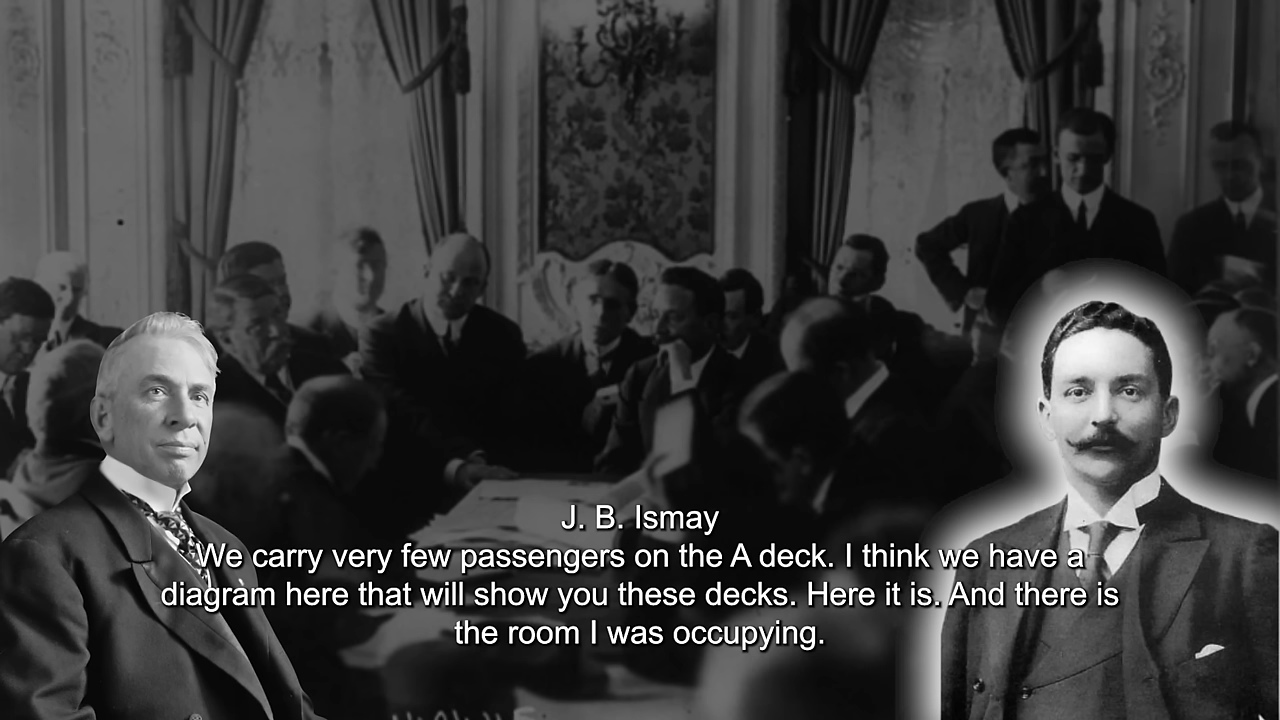 J. B. Ismay
We carry very few passengers on the A deck. I think we have a
diagram here that will show you these decks. Here it is. And there is
the room I was occupying.